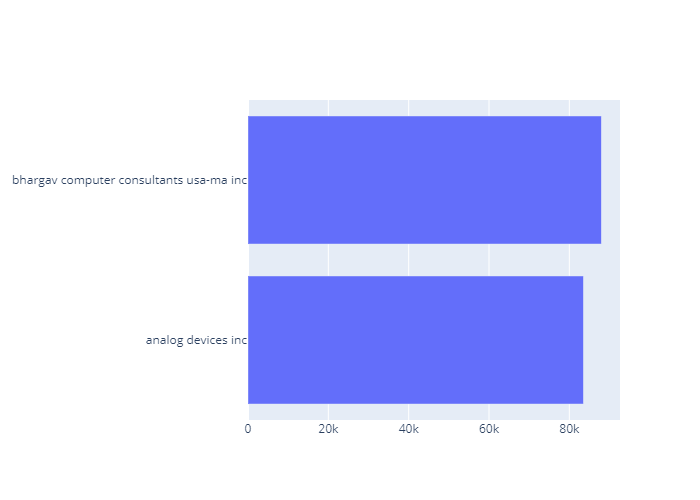 bhargav computer consultants usa-ma inc
analog devices inc
0 20k 40k 60k 80k